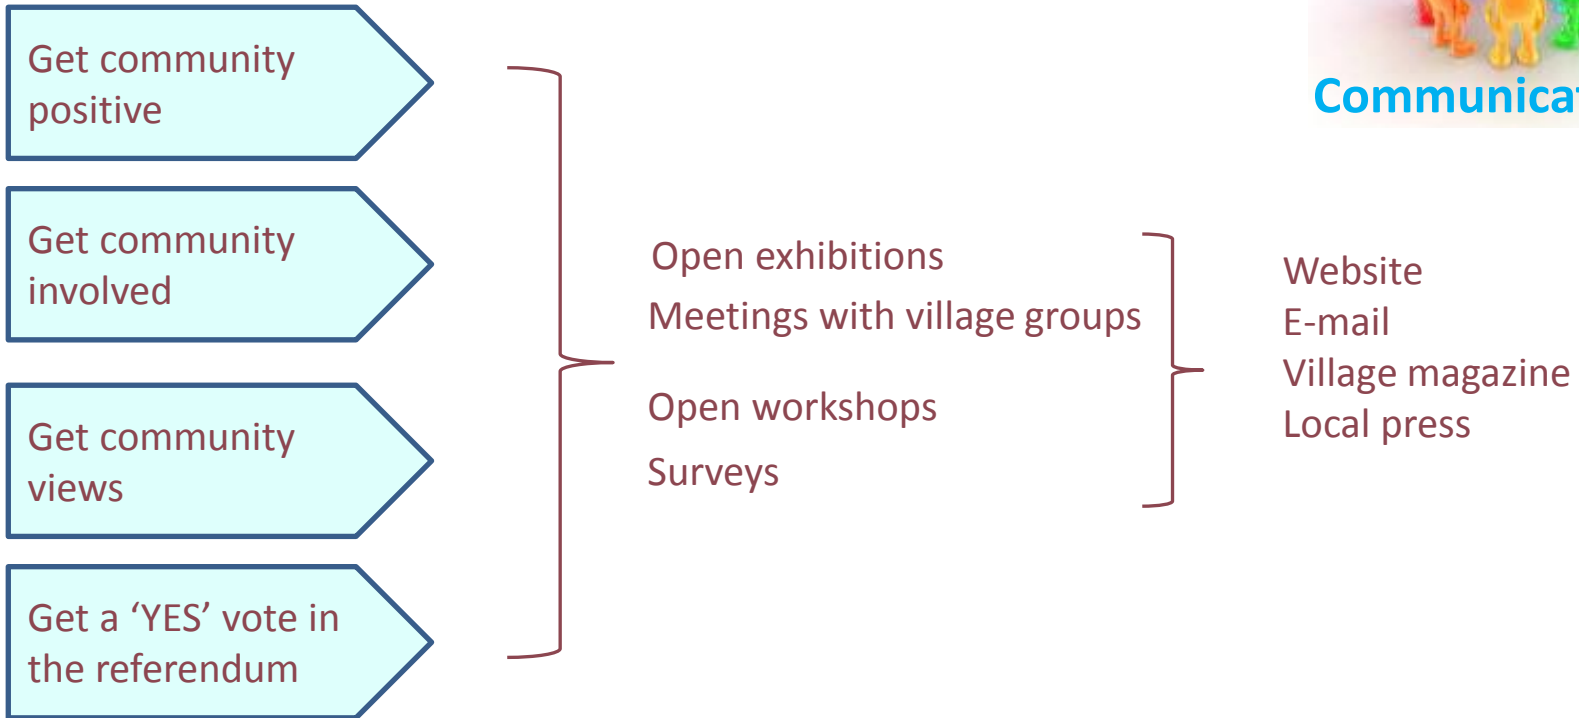 Get community
positive
Get community
involved
Get community
views
Get a ‘YES’ vote in
the referendum
Open exhibitions
Meetings with village groups
Open workshops
Surveys
Website
E-mail
Village magazine
Local press